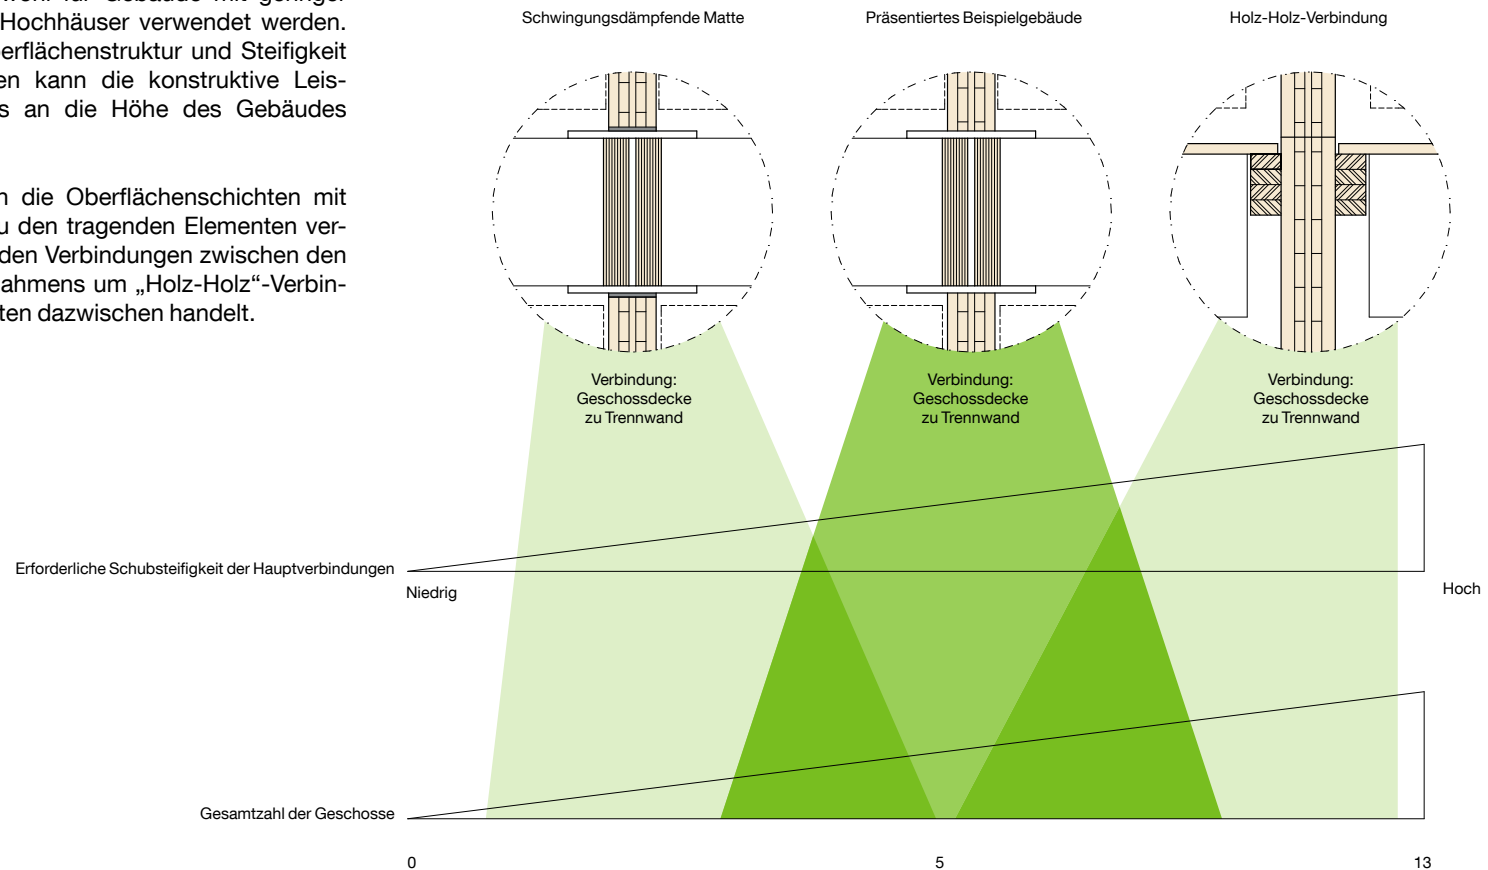 Hochhäuser verwendet werden.
und Steifigkeit
en kann die konstruktive Leis-
s an die Höhe des Gebäudes
n die Oberflächenschichten mit
u den tragenden Elementen ver-
den Verbindungen zwischen den
ahmens um „Holz-Holz“-Verbin-
ten dazwischen handelt.
Schwingungsdämpfende Matte
Präsentiertes Beispielgebäude
Holz-Holz-Verbindung
Verbindung:
Geschossdecke
zu Trennwand
Verbindung:
Geschossdecke
zu Trennwand
Verbindung:
Geschossdecke
zu Trennwand
Erforderliche Schubsteifigkeit der Hauptverbindungen
Niedrig
Hoch
Gesamtzahl der Geschosse
0
5
13